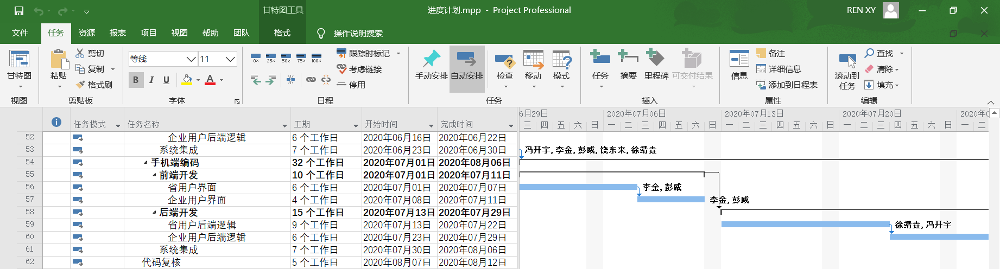 甘特图工具
进度计划.mpp - Project Professional
REN XY
文件 任务 资源 报表 项目 视图 帮助 团队 格式 操作说明搜索
甘特图
视图
粘贴
剪切
复制
格式刷
剪贴板
等线 11
B I U A
字体
0% 25% 50% 75% 100%
跟踪时标记
考虑链接
停用
日程
手动安排 自动安排 检查 移动 模式
任务
任务 摘要 里程碑 可交付结果
插入
信息
备注
详细信息
添加到日程表
属性
滚动到
任务
查找
清除
填充
编辑
任务模式 任务名称 工期 开始时间 完成时间
6月29日 2020年07月06日 2020年07月13日 2020年07月20日
三 四 五 六 日 一 二 三 四 五 六 日 一 二 三 四 五 六 日 一 二 三 四 五 六 日 一 二
52 企业用户后端逻辑 6 个工作日 2020年06月16日 2020年06月22日
53 系统集成 7 个工作日 2020年06月23日 2020年06月30日 冯开宇, 李金, 彭威, 饶东来, 徐靖垚
54 手机端编码 32 个工作日 2020年07月01日 2020年08月06日
55 前端开发 10 个工作日 2020年07月01日 2020年07月11日
56 省用户界面 6 个工作日 2020年07月01日 2020年07月07日 李金, 彭威
57 企业用户界面 4 个工作日 2020年07月08日 2020年07月11日 李金, 彭威
58 后端开发 15 个工作日 2020年07月13日 2020年07月29日
59 省用户后端逻辑 9 个工作日 2020年07月13日 2020年07月22日 徐靖垚, 冯开宇
60 企业用户后端逻辑 6 个工作日 2020年07月23日 2020年07月29日
61 系统集成 7 个工作日 2020年07月30日 2020年08月06日
62 代码复核 5 个工作日 2020年08月07日 2020年08月12日